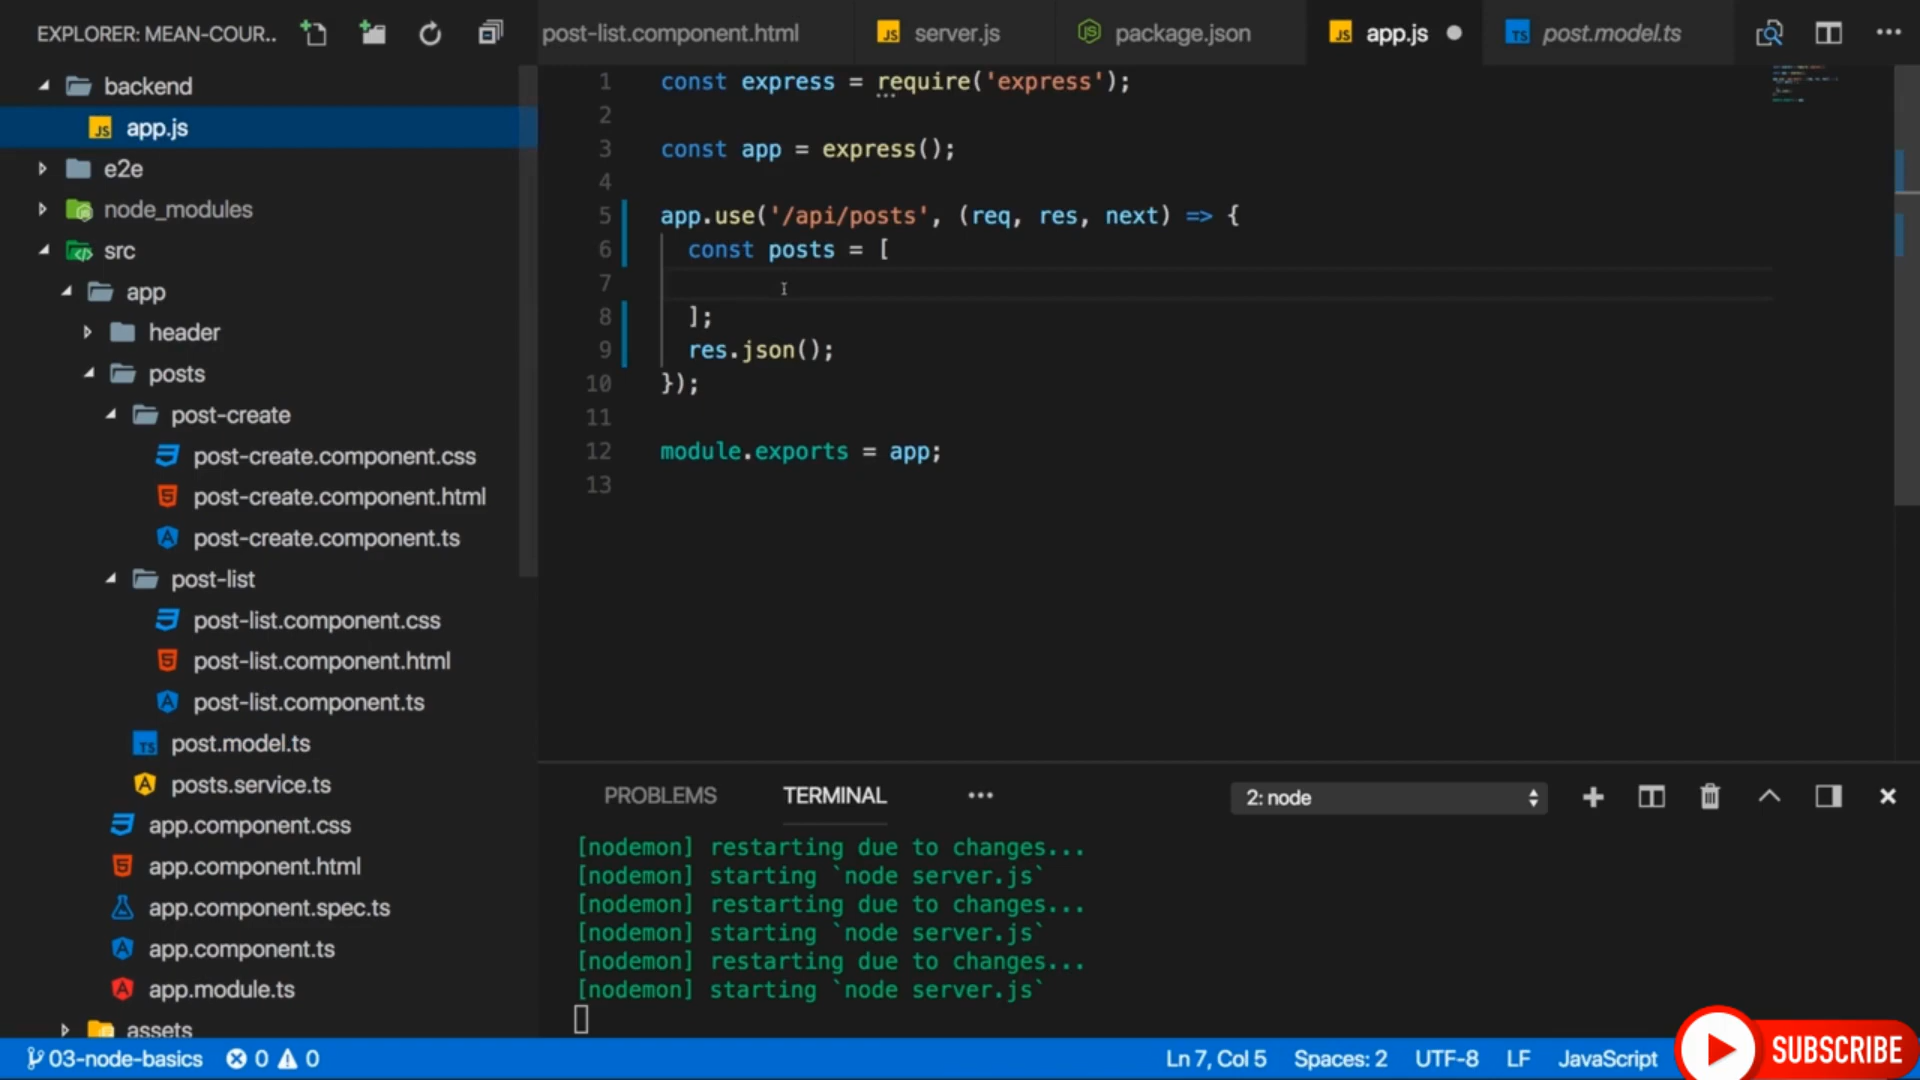 EXPLORER: MEAN-COUR..
post-list.component.html
server.js
package.json
app.js
post.model.ts
backend
app.js
e2e
node_modules
src
app
header
posts
post-create
post-create.component.css
post-create.component.html
post-create.component.ts
post-list
post-list.component.css
post-list.component.html
post-list.component.ts
post.model.ts
posts.service.ts
app.component.css
app.component.html
app.component.spec.ts
app.component.ts
app.module.ts
assets
1 const express = require('express');
2
3 const app = express();
4
5 app.use('/api/posts', (req, res, next) => {
6 const posts = [
7
8 ];
9 res.json();
10 });
11
12 module.exports = app;
13
PROBLEMS TERMINAL ••• 2: node
[nodemon] restarting due to changes...
[nodemon] starting `node server.js`
[nodemon] restarting due to changes...
[nodemon] starting `node server.js`
[nodemon] restarting due to changes...
[nodemon] starting `node server.js`
03-node-basics 0 0 Ln 7, Col 5 Spaces: 2 UTF-8 LF JavaScript
SUBSCRIBE